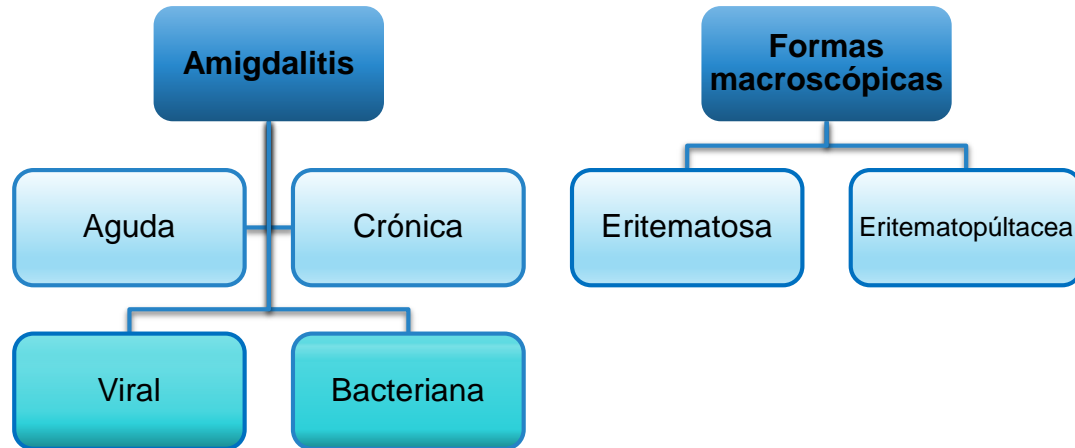 Amigdalitis
Aguda
Crónica
Viral
Bacteriana
Formas
macroscópicas
Eritematosa
Eritematopúltacea